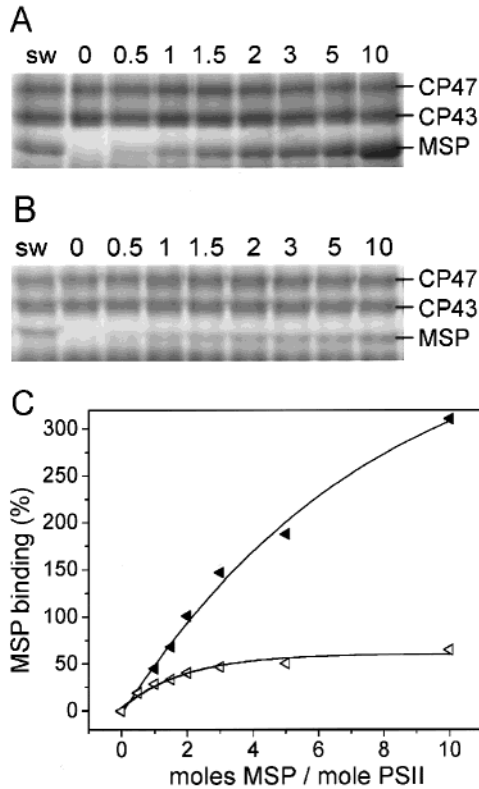 A
sw 0 0.5 1 1.5 2 3 5 10
CP47
CP43
MSP
B
sw 0 0.5 1 1.5 2 3 5 10
CP47
CP43
MSP
C
MSP binding (%)
300
250
200
150
100
50
0
0 2 4 6 8 10
moles MSP / mole PSII